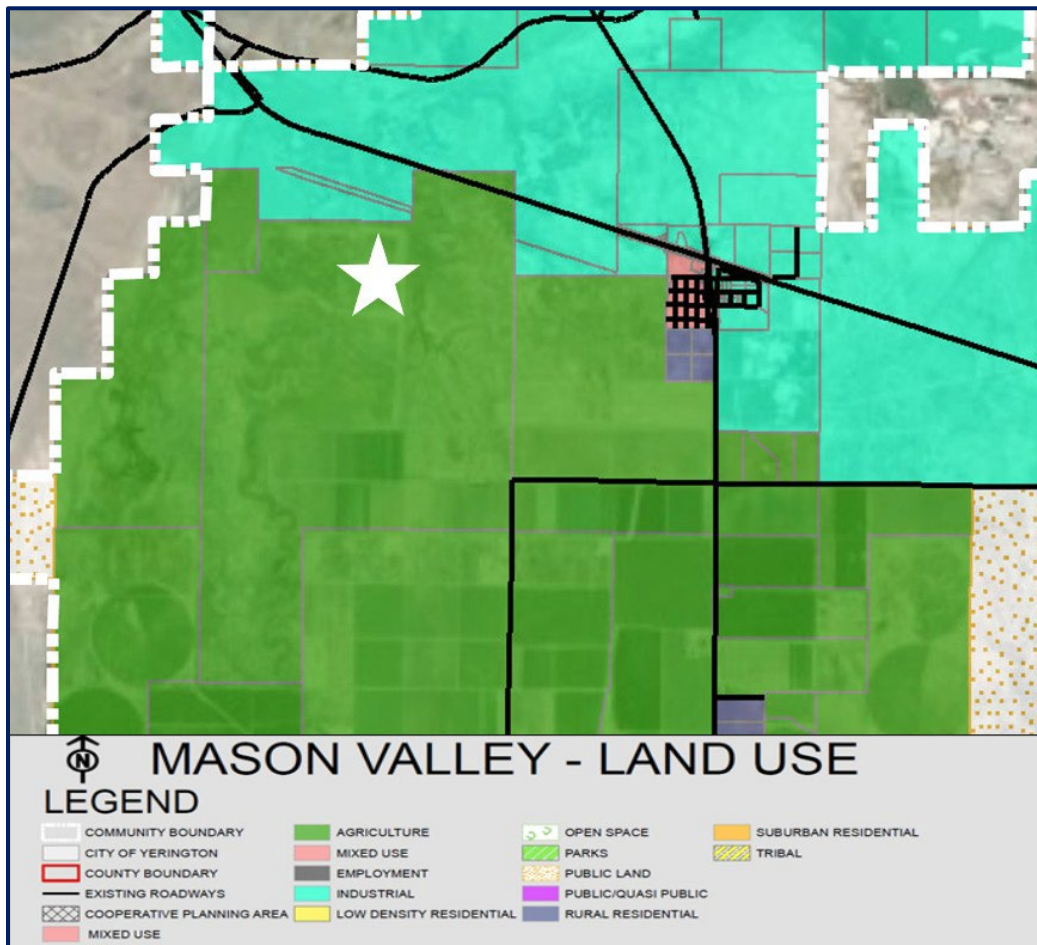 N
MASON VALLEY - LAND USE
LEGEND
COMMUNITY BOUNDARY
CITY OF YERINGTON
COUNTY BOUNDARY
EXISTING ROADWAYS
COOPERATIVE PLANNING AREA
MIXED USE
AGRICULTURE
MIXED USE
EMPLOYMENT
INDUSTRIAL
LOW DENSITY RESIDENTIAL
OPEN SPACE
PARKS
PUBLIC LAND
PUBLIC/QUASI PUBLIC
RURAL RESIDENTIAL
SUBURBAN RESIDENTIAL
TRIBAL